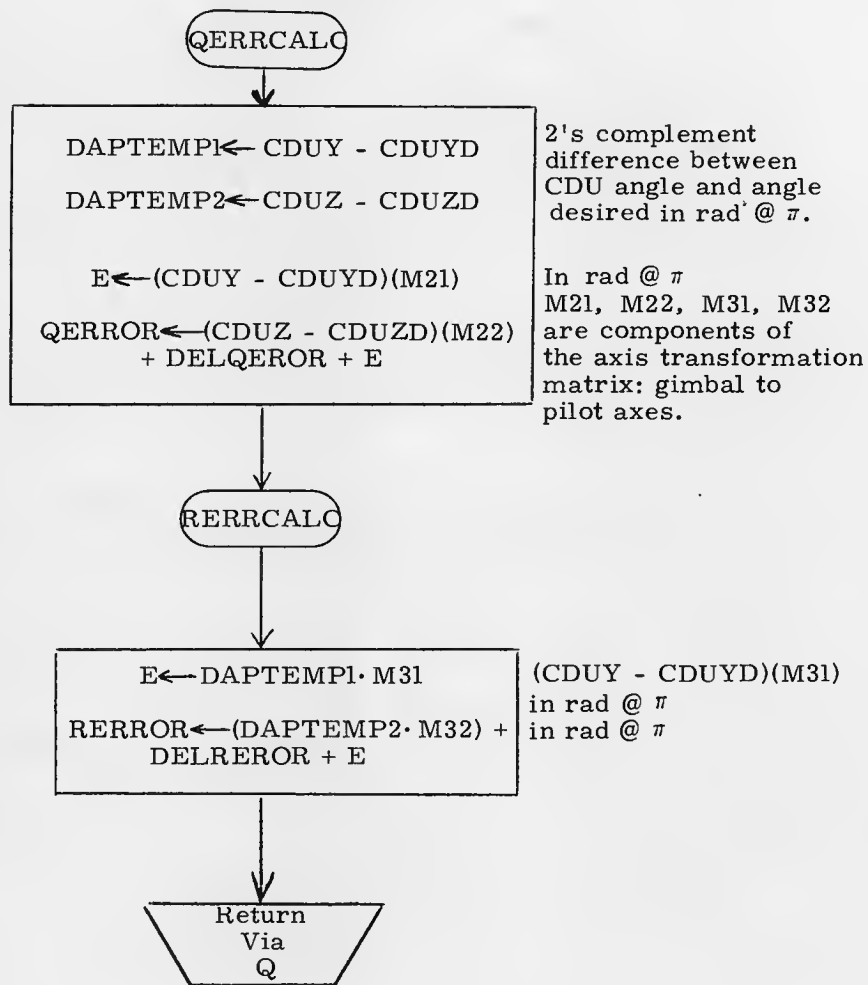 QERRCALC
DAPTEMP1← CDUY - CDUYD
DAPTEMP2← CDUZ - CDUZD
E←(CDUY - CDUYD)(M21)
QERROR←(CDUZ - CDUZD)(M22)
+ DELQEROR + E
2's complement
difference between
CDU angle and angle
desired in rad @ π.
In rad @ π
M21, M22, M31, M32
are components of
the axis transformation
matrix: gimbal to
pilot axes.
RERRCALC
E←DAPTEMP1· M31
RERROR←(DAPTEMP2· M32) +
DELREROR + E
(CDUY - CDUYD)(M31)
in rad @ π
in rad @ π
Return
Via
Q